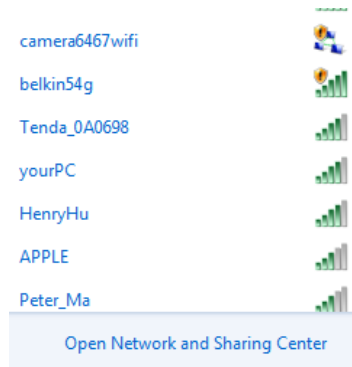 camera6467wifi
belkin54g
Tenda_0A0698
yourPC
HenryHu
APPLE
Peter_Ma
Open Network and Sharing Center